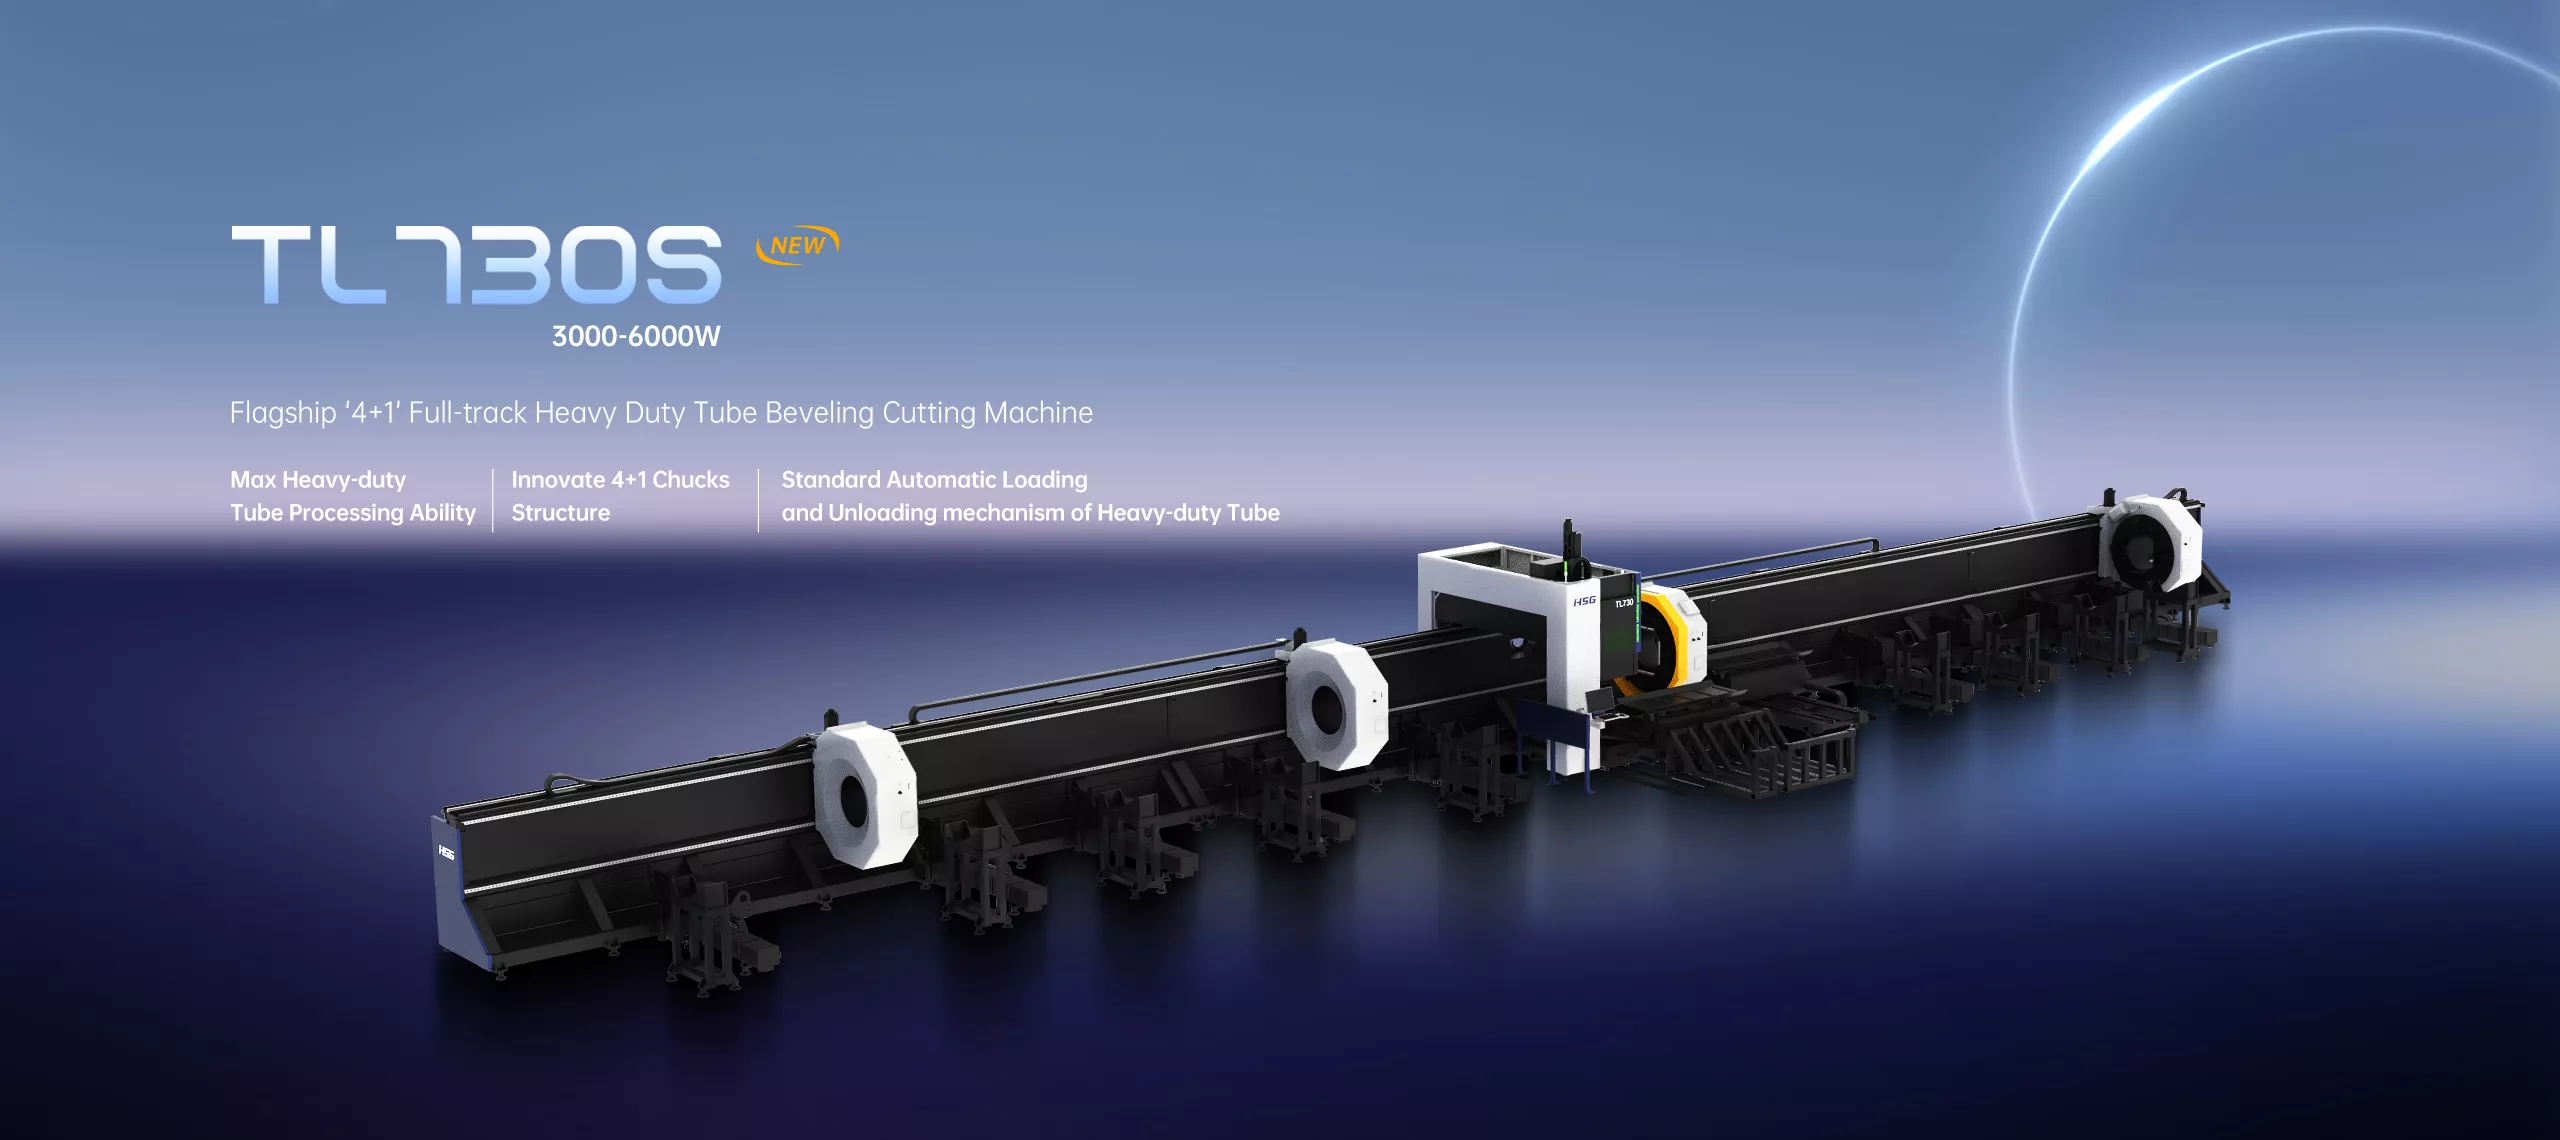 TL730S
NEW
3000-6000W
Flagship '4+1' Full-track Heavy Duty Tube Beveling Cutting Machine
Max Heavy-duty
Tube Processing Ability
Innovate 4+1 Chucks
Structure
Standard Automatic Loading
and Unloading mechanism of Heavy-duty Tube
HSG
TL730
HSG